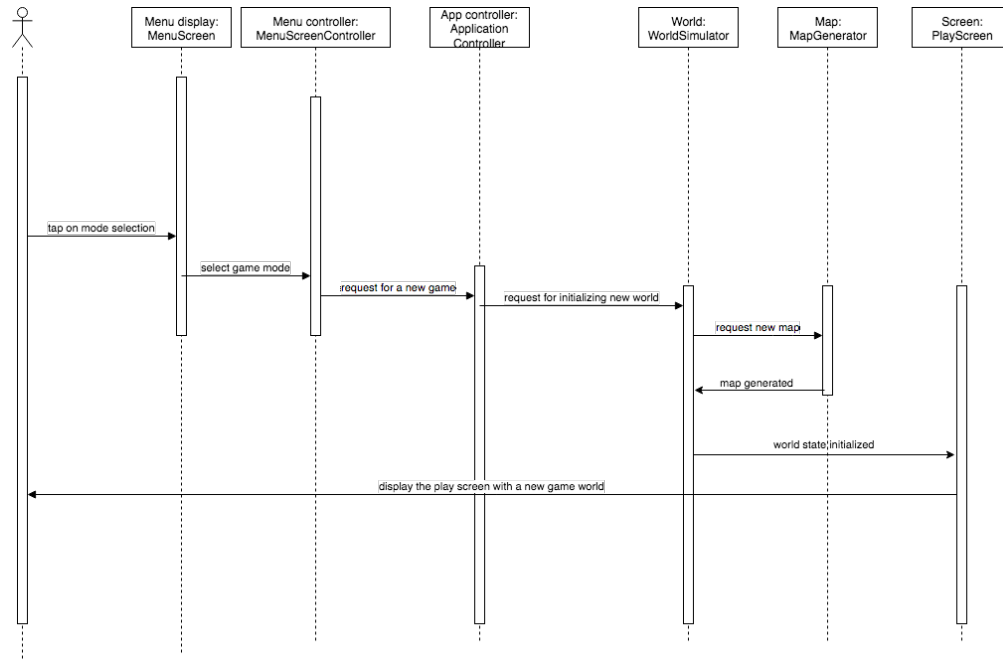 Menu display:
MenuScreen
Menu controller:
MenuScreenController
App controller:
Application
Controller
World:
WorldSimulator
Map:
MapGenerator
Screen:
PlayScreen
tap on mode selection
select game mode
request for a new game
request for initializing new world
request new map
map generated
world state initialized
display the play screen with a new game world